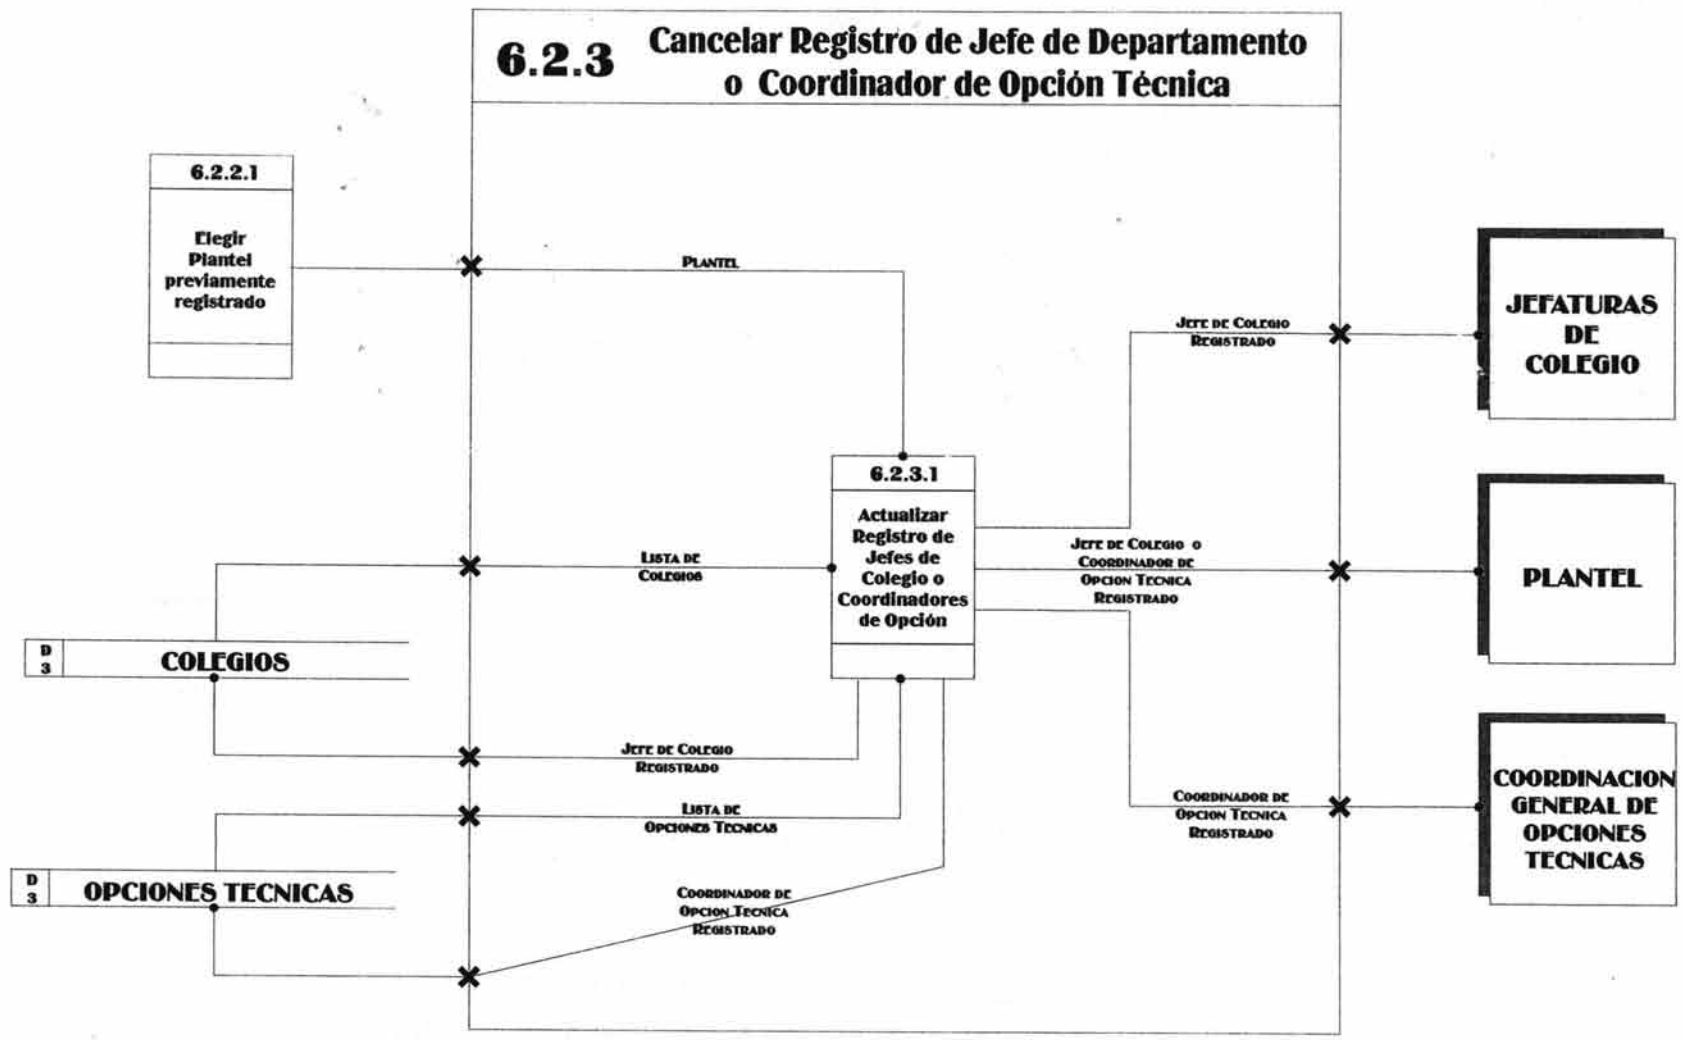 6.2.3
Cancelar Registro de Jefe de Departamento
o Coordinador de Opción Técnica
6.2.2.1
Elegir
Plantel
previamente
registrado
PLANTEL
JEFE DE COLEGIO
REGISTRADO
JEFATURAS
DE
COLEGIO
6.2.3.1
Actualizar
Registro de
Jefes de
Colegio o
Coordinadores
de Opción
LISTA DE
COLEGIOS
JEFE DE COLEGIO O
COORDINADOR DE
OPCION TECNICA
REGISTRADO
PLANTEL
D
3
COLEGIOS
JEFE DE COLEGIO
REGISTRADO
LISTA DE
OPCIONES TECNICAS
COORDINADOR DE
OPCION TECNICA
REGISTRADO
COORDINACION
GENERAL DE
OPCIONES
TECNICAS
D
3
OPCIONES TECNICAS
COORDINADOR DE
OPCION TECNICA
REGISTRADO